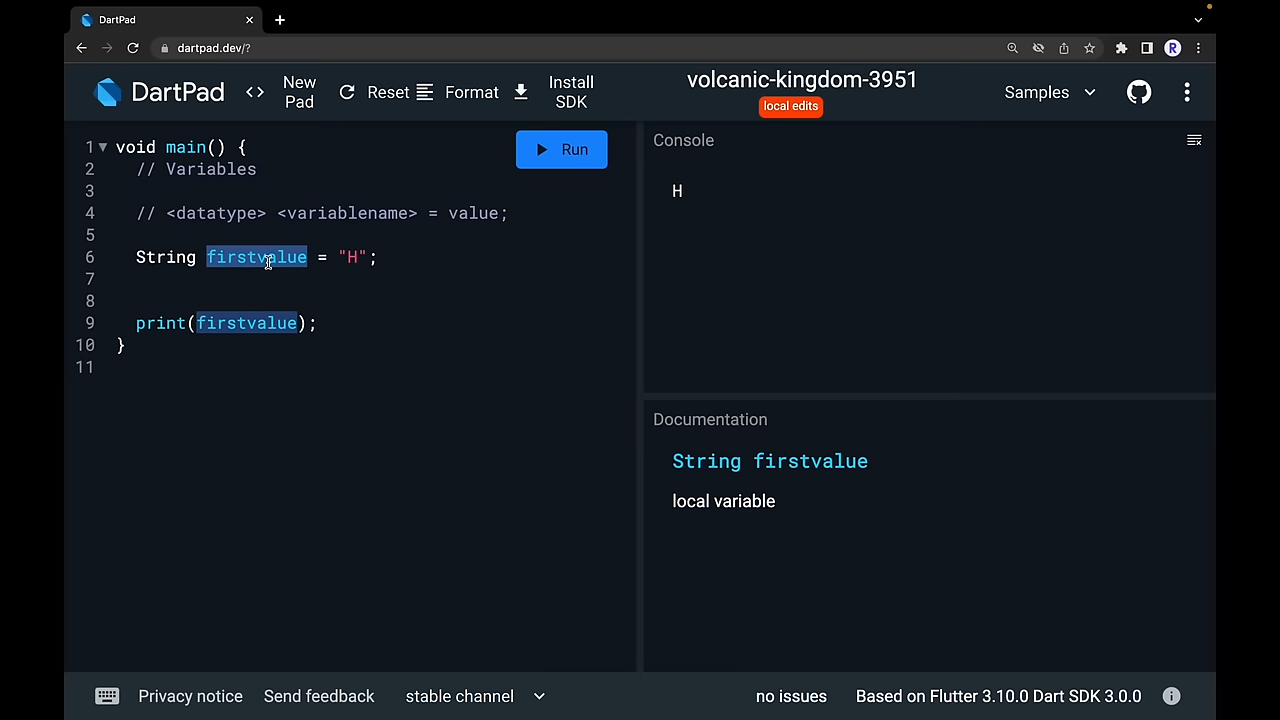 DartPad
dartpad.dev/?
R
DartPad
New Pad
Reset
Format
Install SDK
volcanic-kingdom-3951
local edits
Samples
1 void main() {
2 // Variables
3
4 // <datatype> <variablename> = value;
5
6 String firstvalue = "H";
7
8
9 print(firstvalue);
10 }
11
Run
Console
H
Documentation
String firstvalue
local variable
Privacy notice
Send feedback
stable channel
no issues
Based on Flutter 3.10.0 Dart SDK 3.0.0